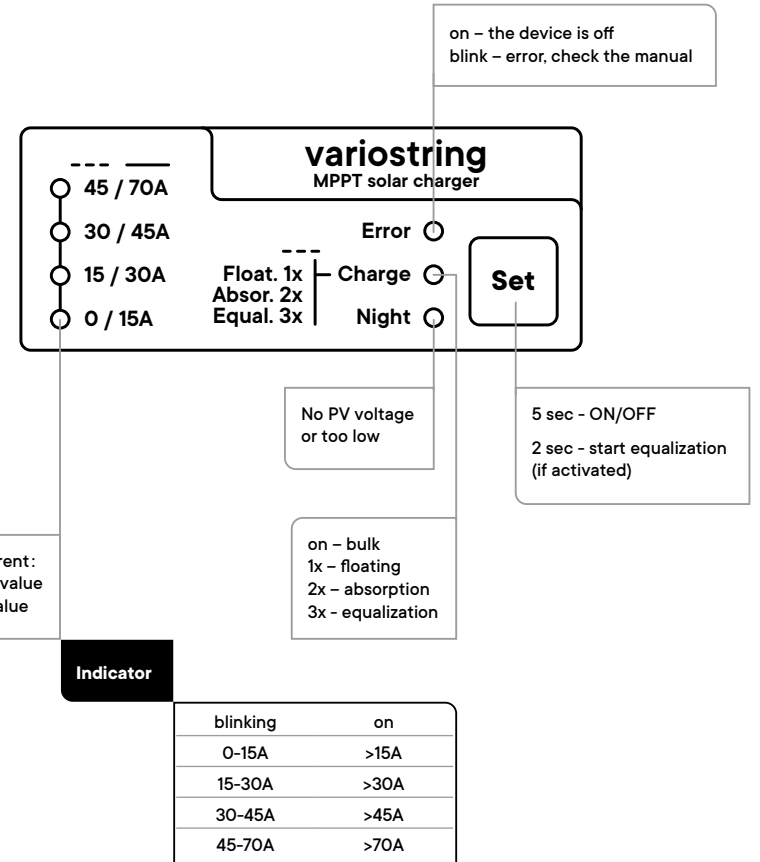 on – the device is off
blink – error, check the manual
variostring
MPPT solar charger
45 / 70A
30 / 45A
15 / 30A
0 / 15A
Error
Float. 1x
Absor. 2x
Equal. 3x
Charge
Night
Set
No PV voltage
or too low
5 sec - ON/OFF
2 sec - start equalization
(if activated)
on – bulk
1x – floating
2x – absorption
3x - equalization
rent:
value
alue
Indicator
blinking on
0-15A >15A
15-30A >30A
30-45A >45A
45-70A >70A